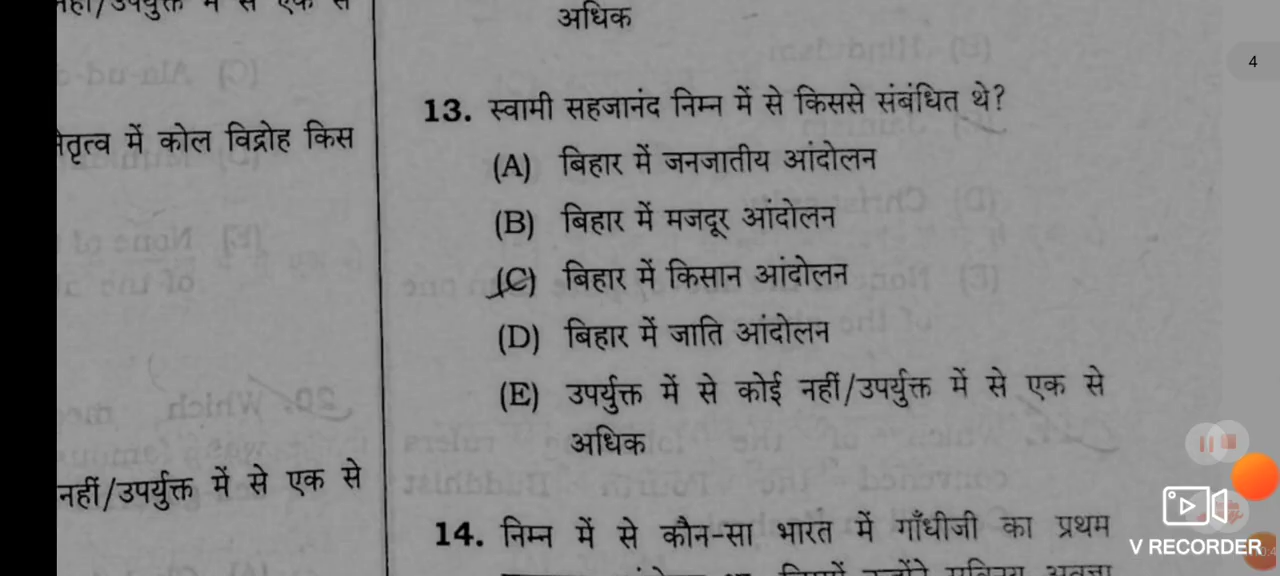 अधिक
नेतृत्व में कोल विद्रोह किस
नहीं/उपर्युक्त में से एक से
13. स्वामी सहजानंद निम्न में से किससे संबंधित थे?
(A) बिहार में जनजातीय आंदोलन
(B) बिहार में मजदूर आंदोलन
(C) बिहार में किसान आंदोलन
(D) बिहार में जाति आंदोलन
(E) उपर्युक्त में से कोई नहीं/उपर्युक्त में से एक से
अधिक
14. निम्न में से कौन-सा भारत में गाँधीजी का प्रथम
4
V RECORDER